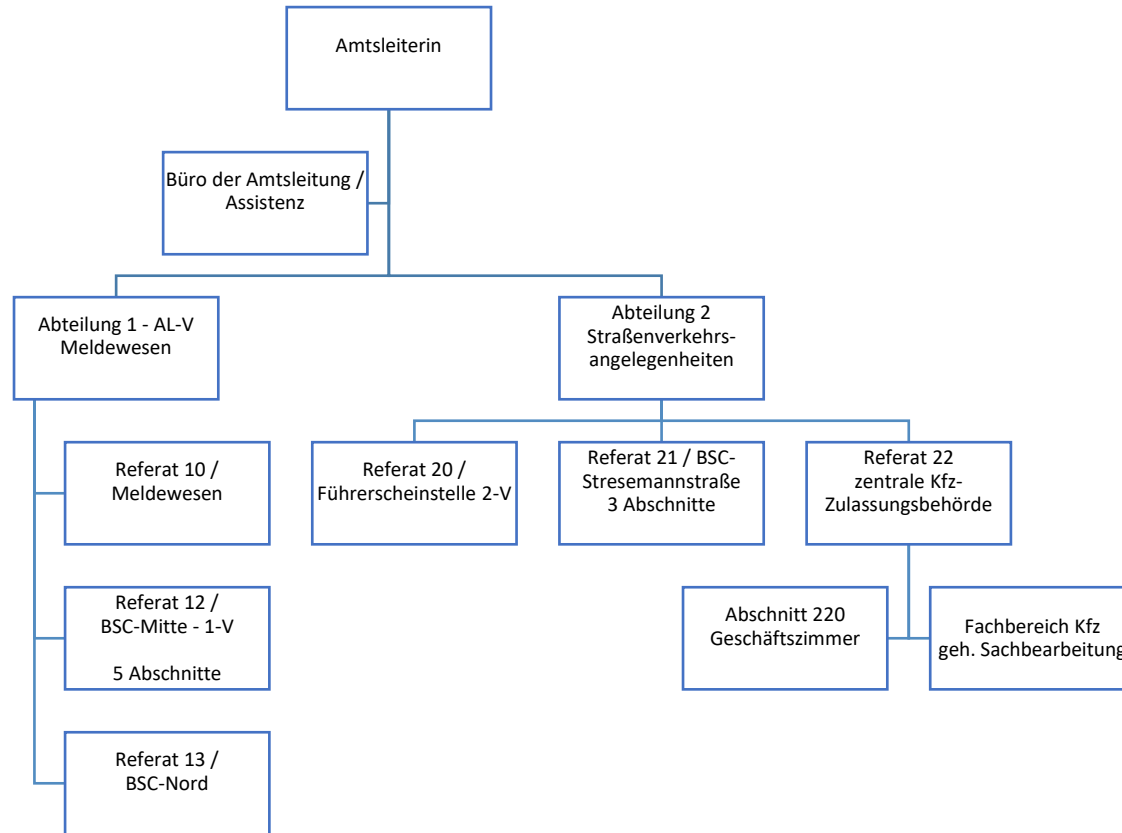 Amtsleiterin
Büro der Amtsleitung /
Assistenz
Abteilung 1 - AL-V
Meldewesen
Abteilung 2
Straßenverkehrs-
angelegenheiten
Referat 10 /
Meldewesen
Referat 12 /
BSC-Mitte - 1-V
5 Abschnitte
Referat 13 /
BSC-Nord
Referat 20 /
Führerscheinstelle 2-V
Referat 21 / BSC-
Stresemannstraße
3 Abschnitte
Referat 22
zentrale Kfz-
Zulassungsbehörde
Abschnitt 220
Geschäftszimmer
Fachbereich Kfz
geh. Sachbearbeitung